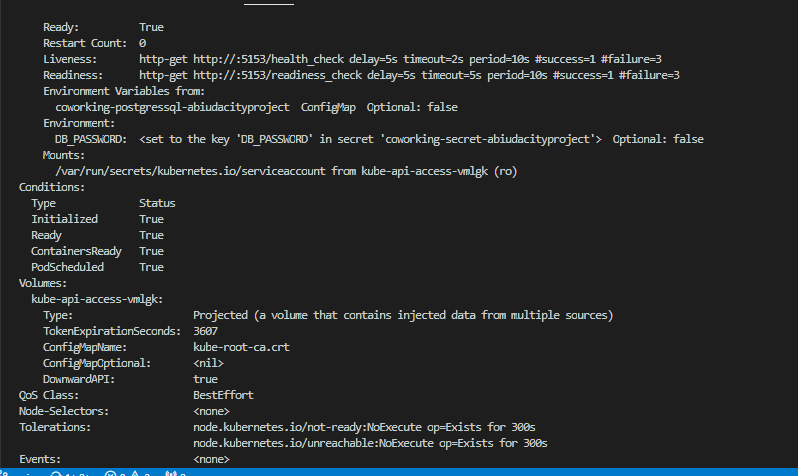 Ready: True
Restart Count: 0
Liveness: http-get http://:5153/health_check delay=5s timeout=2s period=10s #success=1 #failure=3
Readiness: http-get http://:5153/readiness_check delay=5s timeout=5s period=10s #success=1 #failure=3
Environment Variables from:
coworking-postgressql-abiudacityproject ConfigMap Optional: false
Environment:
DB_PASSWORD: <set to the key 'DB_PASSWORD' in secret 'coworking-secret-abiudacityproject'> Optional: false
Mounts:
/var/run/secrets/kubernetes.io/serviceaccount from kube-api-access-vmlgk (ro)
Conditions:
Type Status
Initialized True
Ready True
ContainersReady True
PodScheduled True
Volumes:
kube-api-access-vmlgk:
Type: Projected (a volume that contains injected data from multiple sources)
TokenExpirationSeconds: 3607
ConfigMapName: kube-root-ca.crt
ConfigMapOptional: <nil>
DownwardAPI: true
QoS Class: BestEffort
Node-Selectors: <none>
Tolerations: node.kubernetes.io/not-ready:NoExecute op=Exists for 300s
node.kubernetes.io/unreachable:NoExecute op=Exists for 300s
Events: <none>